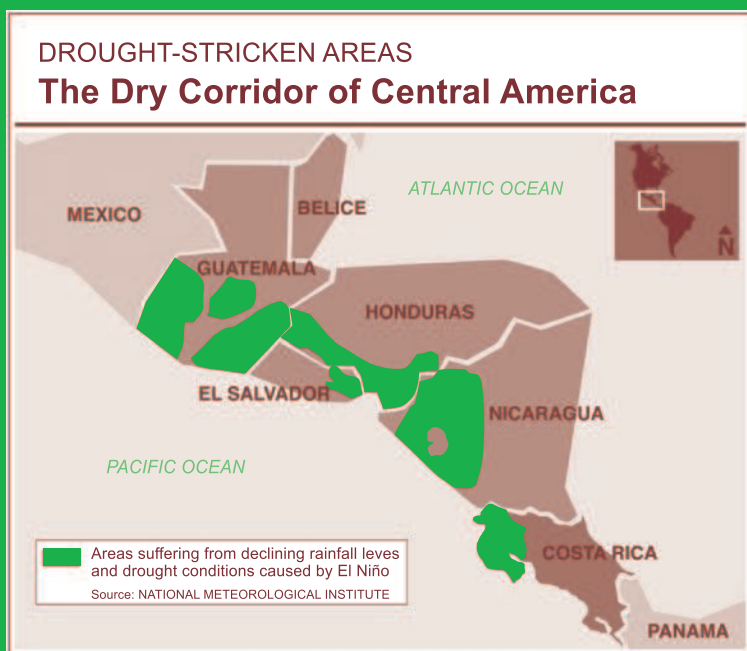 DROUGHT-STRICKEN AREAS
The Dry Corridor of Central America
ATLANTIC OCEAN
MEXICO
BELICE
N
GUATEMALA
HONDURAS
EL SALVADOR
NICARAGUA
PACIFIC OCEAN
Areas suffering from declining rainfall leves
and drought conditions caused by El Niño
Source: NATIONAL METEOROLOGICAL INSTITUTE
COSTA RICA
PANAMA